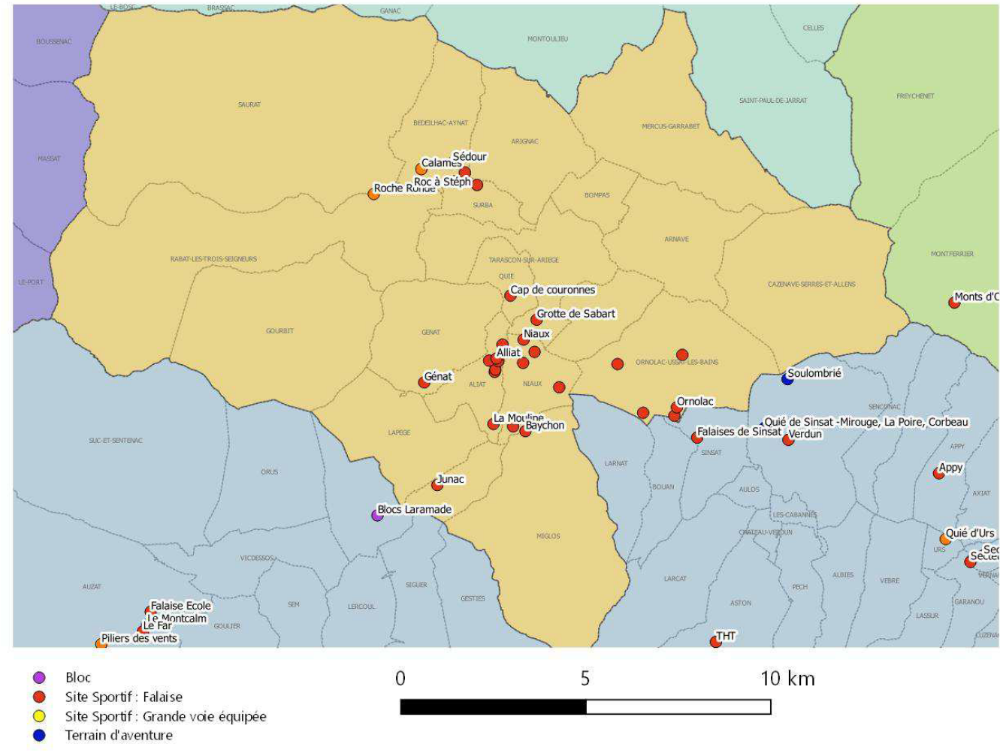 LE-BOSC
BRASSAC
GANAC
BOUSSENAC
MONTOULIEU
CELLES
SAURAT
SAINT-PAUL-DE-JARRAT
FREYCHENET
BEDEILHAC-AYNAT
MERCUS-GARRABET
ARIGNAC
MASSAT
Sédour
Calamès
Roc à Stéph
Roche Ronde
SURBA
BOMPAS
ARNAVE
RABAT-LES-TROIS-SEIGNEURS
TARASCON-SUR-ARIEGE
MONTFERRIER
QUIE
LE-PORT
CAZENAVE-SERRES-ET-ALLENS
Cap de couronnes
Monts d'O
Grotte de Sabart
GOURBIT
GENAT
Niaux
Alliat
ORNOLAC-USSAT-LES-BAINS
Soulombrié
Génat
ALIAT
NIAUX
Ornolac
SENCONAC
La Mouline
Baychon
Quié de Sinsat -Mirouge, La Poire, Corbeau
Falaises de Sinsat
Verdun
LAPEGE
SUC-ET-SENTENAC
SINSAT
APPY
LARNAT
ORUS
Junac
Appy
BOUAN
AULOS
AXIAT
Blocs Laramade
LES-CABANNES
CHATEAU-VERDUN
MIGLOS
Quié d'Urs
URS
Sec
Secteu
VICDESSOS
VERNA
AUZAT
SIGUER
LARCAT
PECH
ALBIES
VEBRE
GESTIES
SEM
LERCOUL
ASTON
GARANOU
Falaise Ecole
Le Montcalm
Le Far
GOULIER
LASSUR
Piliers des vents
THT
LUZENA
0 5 10 km
Bloc
Site Sportif : Falaise
Site Sportif : Grande voie équipée
Terrain d'aventure